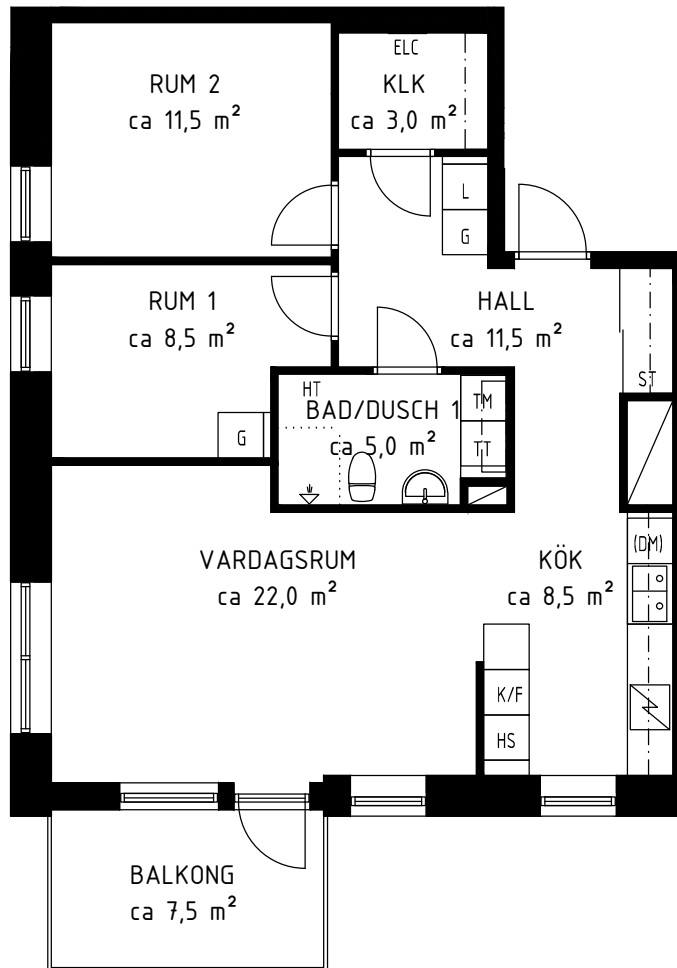 ELC
RUM 2
ca 11,5 m²
KLK
ca 3,0 m²
L
G
RUM 1
ca 8,5 m²
HALL
ca 11,5 m²
ST
HT
BAD/DUSCH 1
ca 5,0 m²
TM
TT
G
VARDAGSRUM
ca 22,0 m²
KÖK
ca 8,5 m²
(DM)
K/F
HS
BALKONG
ca 7,5 m²